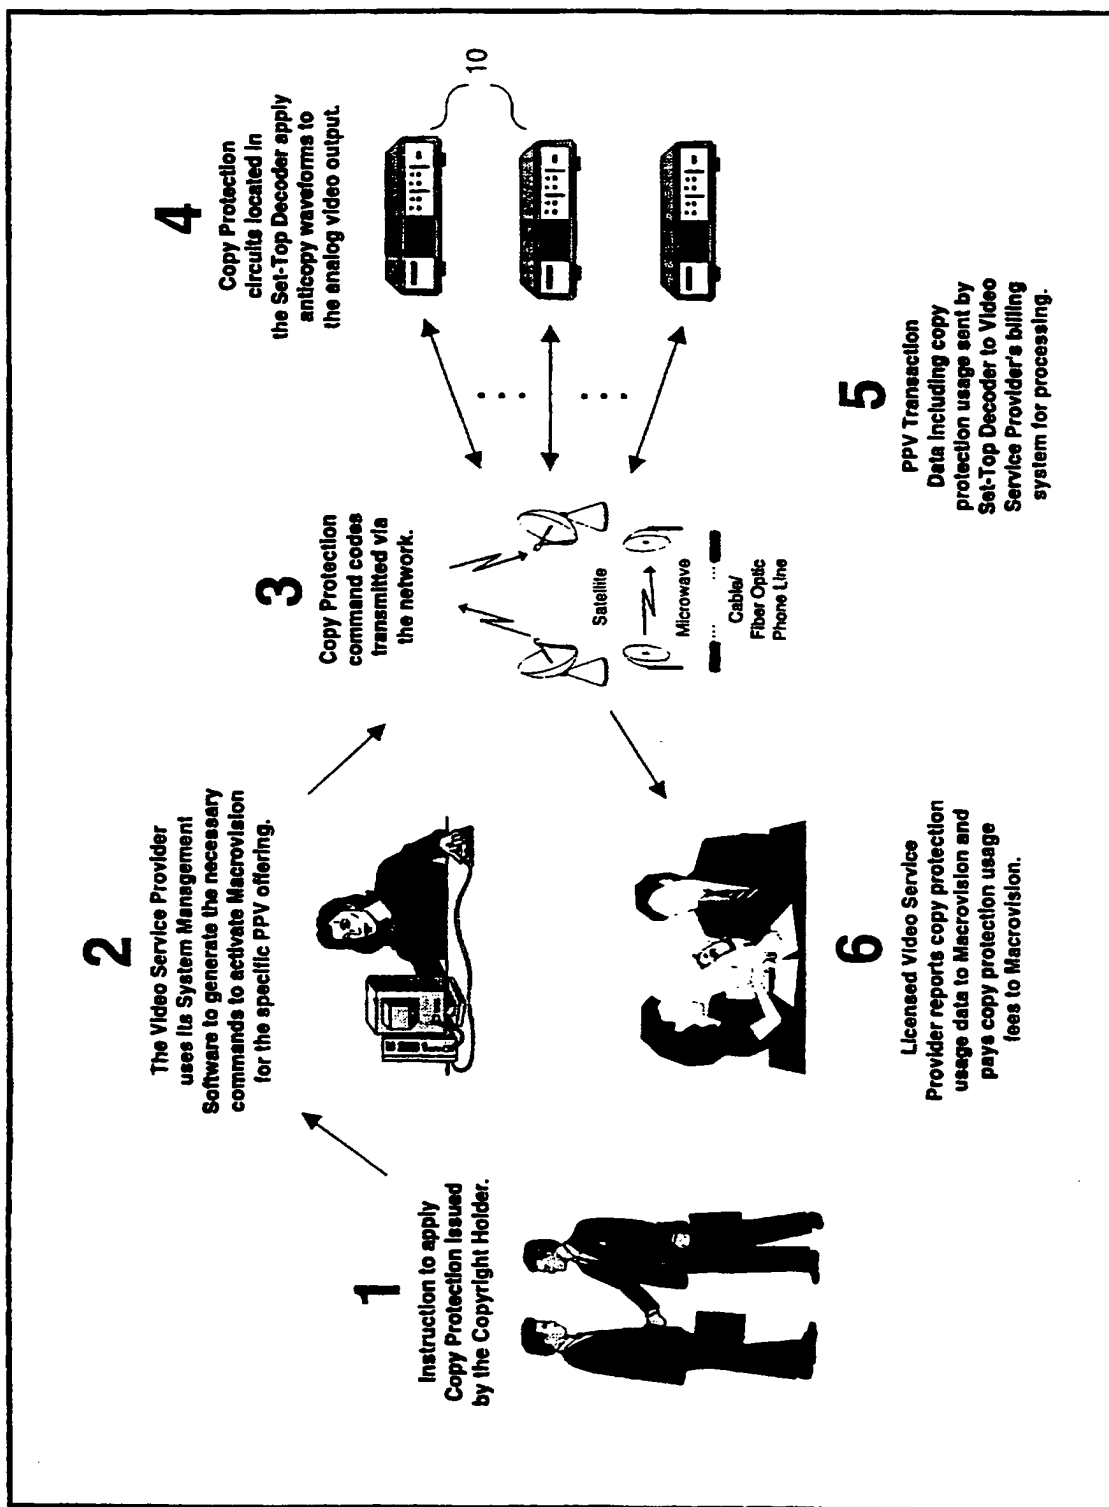 1
Instruction to apply
Copy Protection Issued
by the Copyright Holder.
2
The Video Service Provider
uses its System Management
Software to generate the necessary
commands to activate Macrovision
for the specific PPV offering.
3
Copy Protection
command codes
transmitted via
the network.
Satellite
Microwave
Cable/
Fiber Optic
Phone Line
4
Copy Protection
circuits located in
the Set-Top Decoder apply
anticopy waveforms to
the analog video output.
10
5
PPV Transaction
Data Including copy
protection usage sent by
Set-Top Decoder to Video
Service Provider's billing
system for processing.
6
Licensed Video Service
Provider reports copy protection
usage data to Macrovision and
pays copy protection usage
fees to Macrovision.